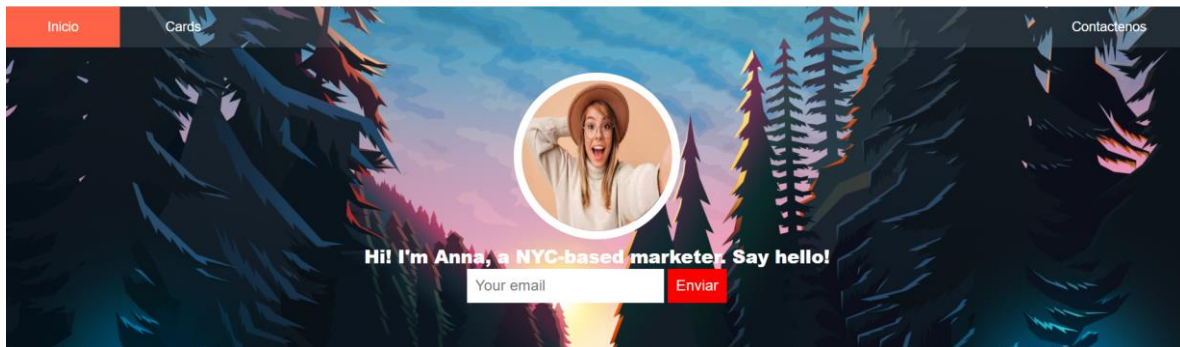 Inicio
Cards
Contactenos
Hi! I'm Anna, a NYC-based marketer. Say hello!
Your email
Enviar